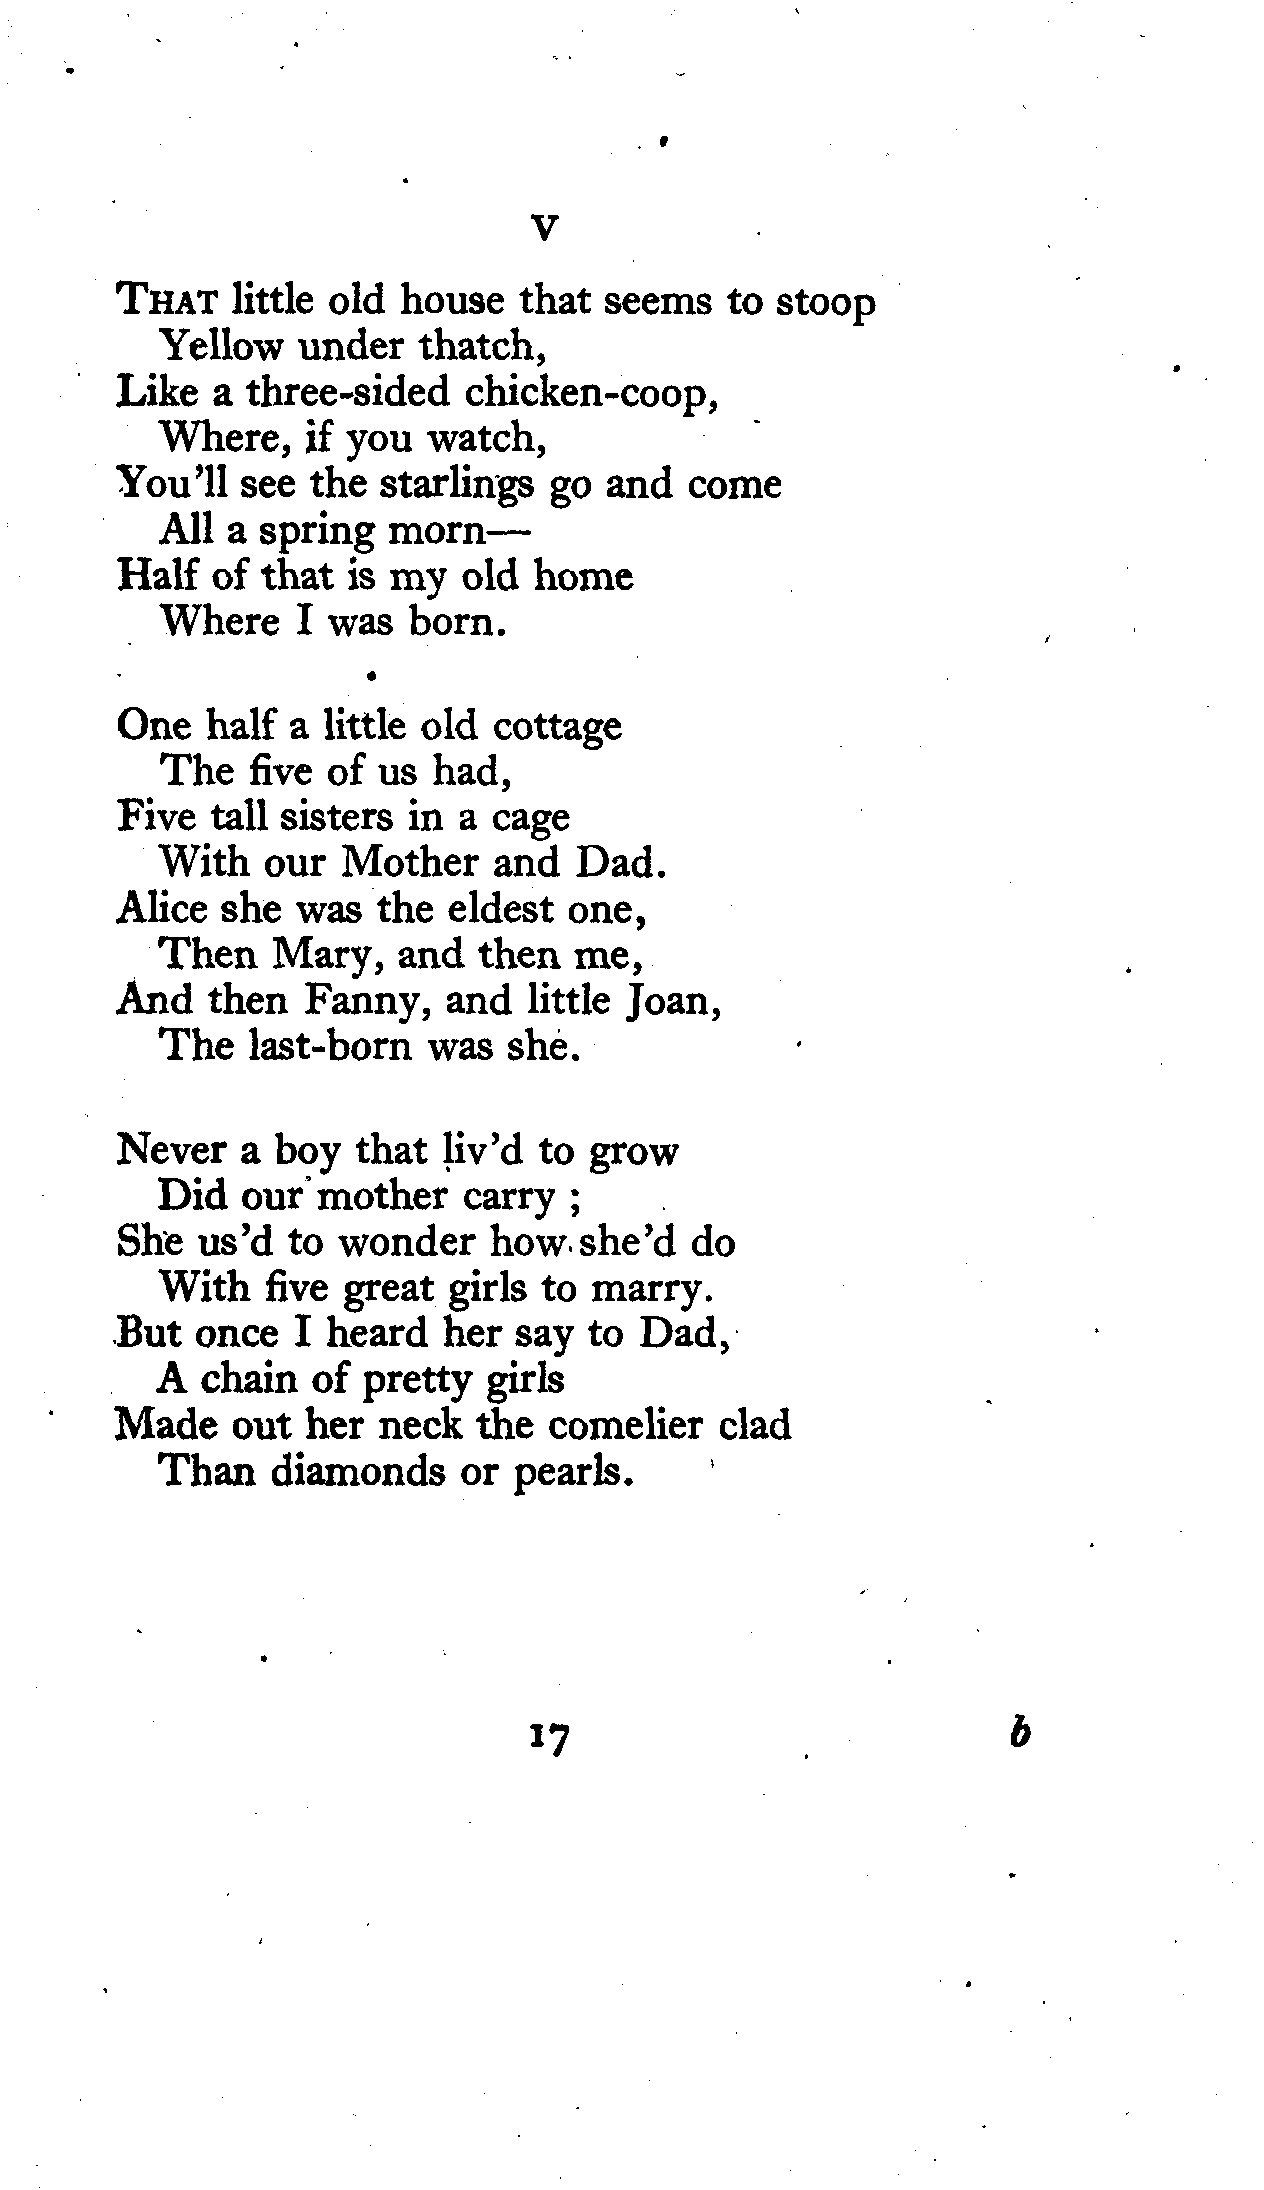 V
THAT little old house that seems to stoop
Yellow under thatch,
Like a three-sided chicken-coop,
Where, if you watch,
You'll see the starlings go and come
All a spring morn—
Half of that is my old home
Where I was born.
One half a little old cottage
The five of us had,
Five tall sisters in a cage
With our Mother and Dad.
Alice she was the eldest one,
Then Mary, and then me,
And then Fanny, and little Joan,
The last-born was she.
Never a boy that liv'd to grow
Did our mother carry ;
She us'd to wonder how she'd do
With five great girls to marry.
But once I heard her say to Dad,
A chain of pretty girls
Made out her neck the comelier clad
Than diamonds or pearls.
17 b